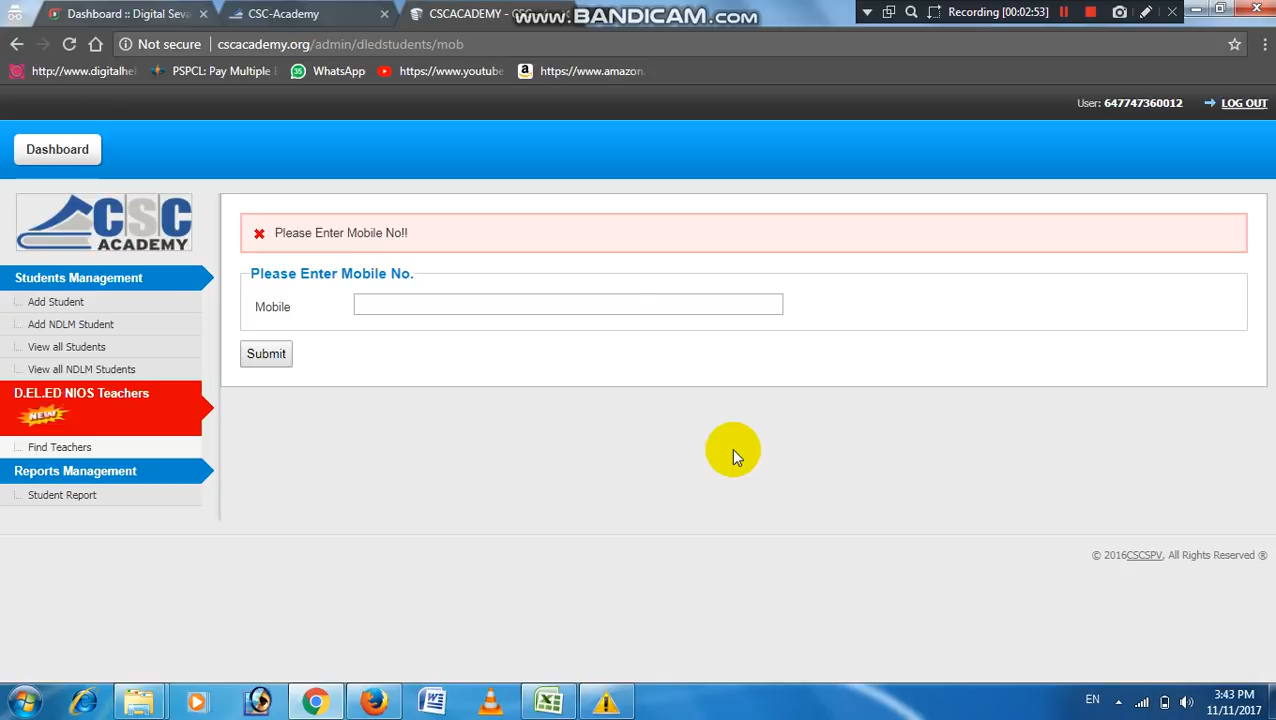 Dashboard :: Digital Seva
CSC-Academy
CSCACADEMY - CSC
www.BANDICAM.com
Recording [00:02:53]
Not secure
cscacademy.org/admin/dledstudents/mob
http://www.digitalhe
PSPCL: Pay Multiple
35
WhatsApp
https://www.youtube
https://www.amazon.
User: 647747360012
LOG OUT
Dashboard
CSC
ACADEMY
Please Enter Mobile No!!
Please Enter Mobile No.
Mobile
Submit
Students Management
Add Student
Add NDLM Student
View all Students
View all NDLM Students
D.EL.ED NIOS Teachers
NEW
Find Teachers
Reports Management
Student Report
© 2016CSCSPV, All Rights Reserved ®
EN
3:43 PM
11/11/2017